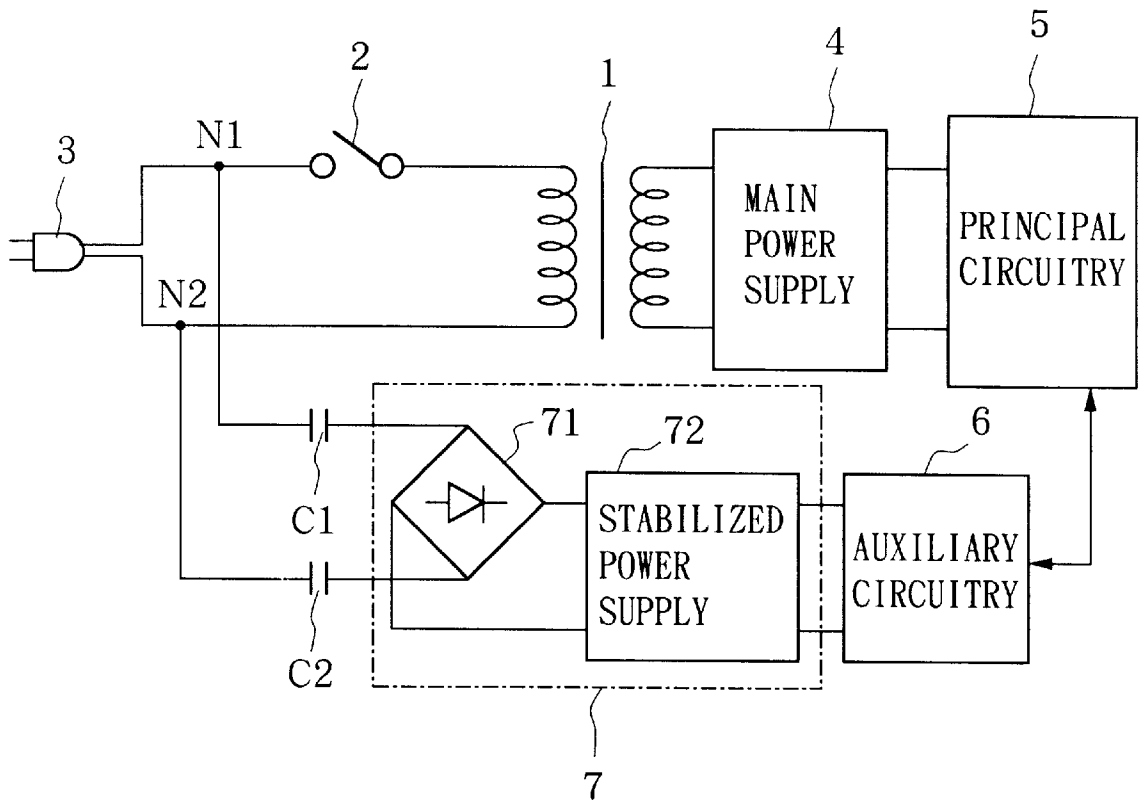 5
4
1
2
N1
3
MAIN
POWER
SUPPLY
PRINCIPAL
CIRCUITRY
N2
71
72
6
C1
STABILIZED
POWER
SUPPLY
AUXILIARY
CIRCUITRY
C2
7